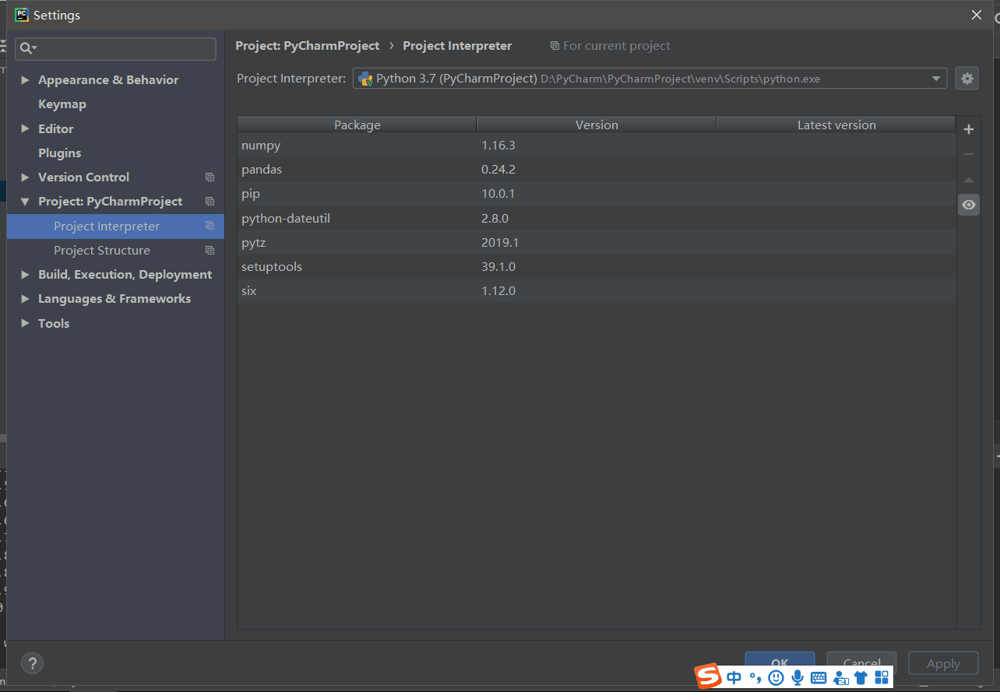 Settings
Project: PyCharmProject › Project Interpreter For current project
Project Interpreter: Python 3.7 (PyCharmProject) D:\PyCharm\PyCharmProject\venv\Scripts\python.exe
Appearance & Behavior
Keymap
Editor
Plugins
Version Control
Project: PyCharmProject
Project Interpreter
Project Structure
Build, Execution, Deployment
Languages & Frameworks
Tools
Package Version Latest version
numpy 1.16.3
pandas 0.24.2
pip 10.0.1
python-dateutil 2.8.0
pytz 2019.1
setuptools 39.1.0
six 1.12.0
?
OK Cancel Apply
中